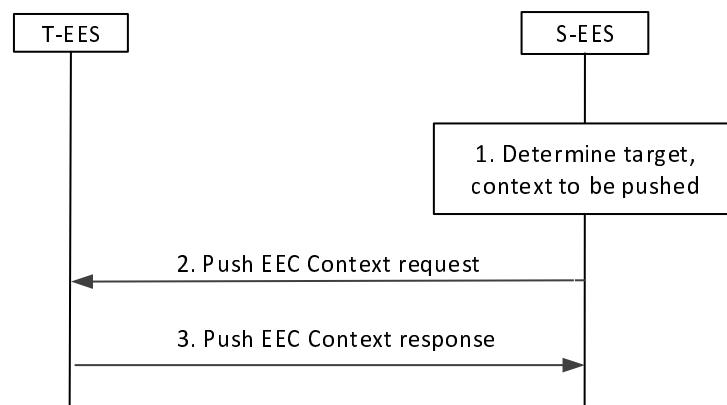 T-EES
S-EES
1. Determine target,
context to be pushed
2. Push EEC Context request
3. Push EEC Context response